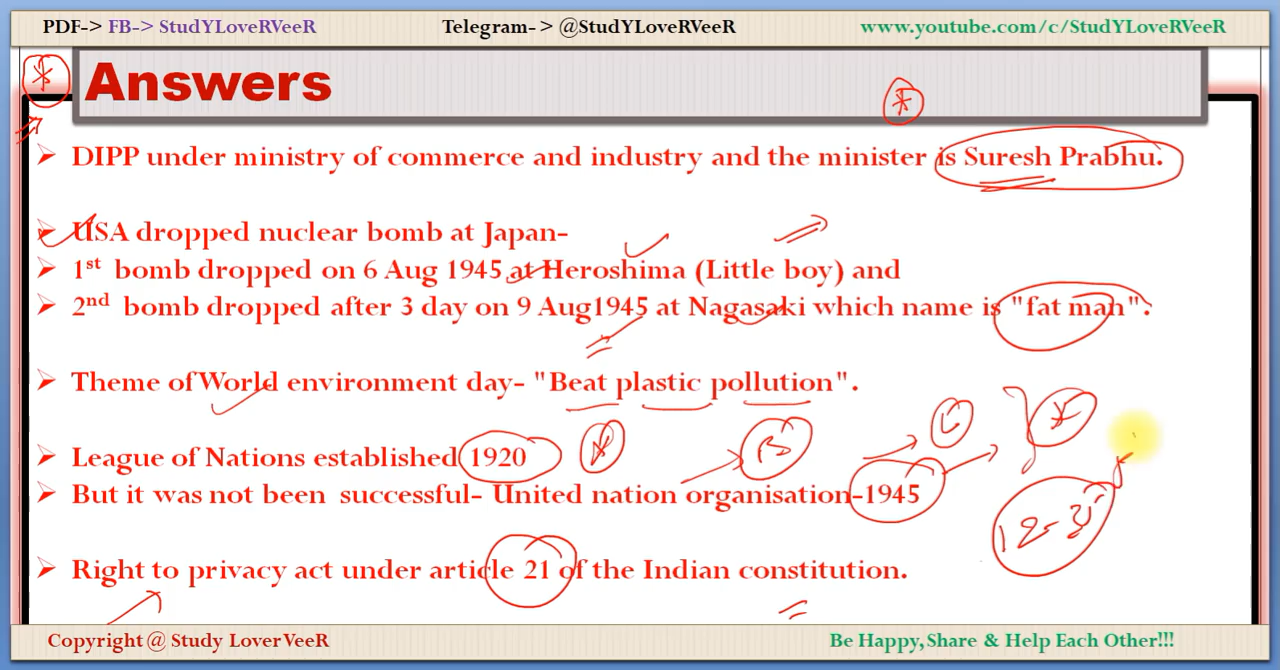 PDF-> FB-> StudYLoveRVeeR Telegram- > @StudYLoveRVeeR www.youtube.com/c/StudYLoveRVeeR
Answers
DIPP under ministry of commerce and industry and the minister is Suresh Prabhu.
USA dropped nuclear bomb at Japan-
1st bomb dropped on 6 Aug 1945 at Heroshima (Little boy) and
2nd bomb dropped after 3 day on 9 Aug1945 at Nagasaki which name is "fat man".
Theme of World environment day- "Beat plastic pollution".
League of Nations established 1920
But it was not been successful- United nation organisation-1945
Right to privacy act under article 21 of the Indian constitution.
Copyright @ Study LoverVeeR Be Happy,Share & Help Each Other!!!